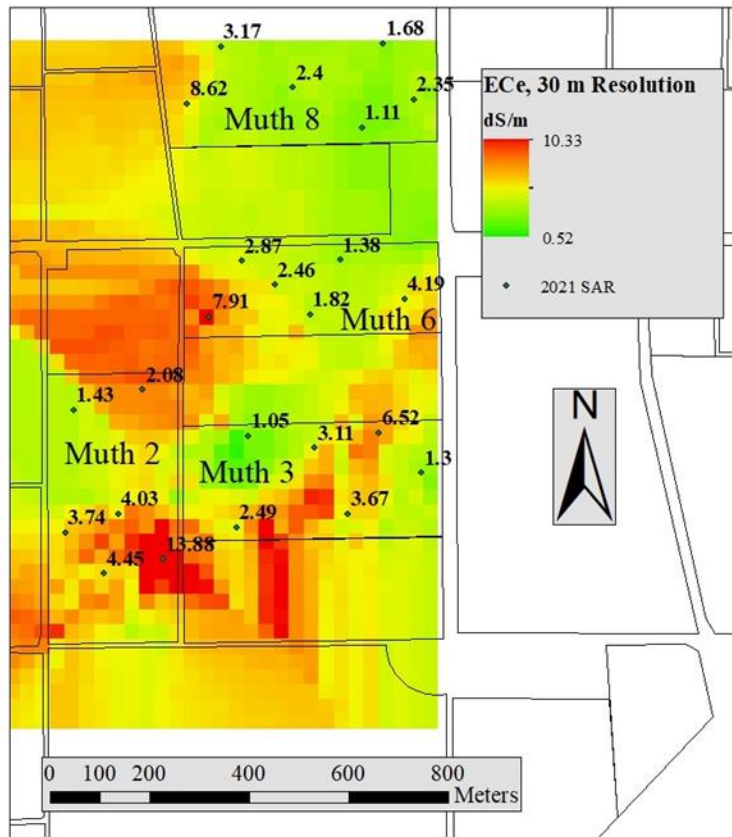 3.17
1.68
ECe, 30 m Resolution
dS/m
10.33
0.52
2021 SAR
2.4
2.35
8.62
1.11
Muth 8
2.87
1.38
2.46
4.19
7.91
1.82
Muth 6
2.08
1.43
1.05
6.52
3.11
Muth 2
Muth 3
1.3
4.03
3.67
3.74
2.49
13.88
4.45
N
0 100 200 400 600 800
Meters